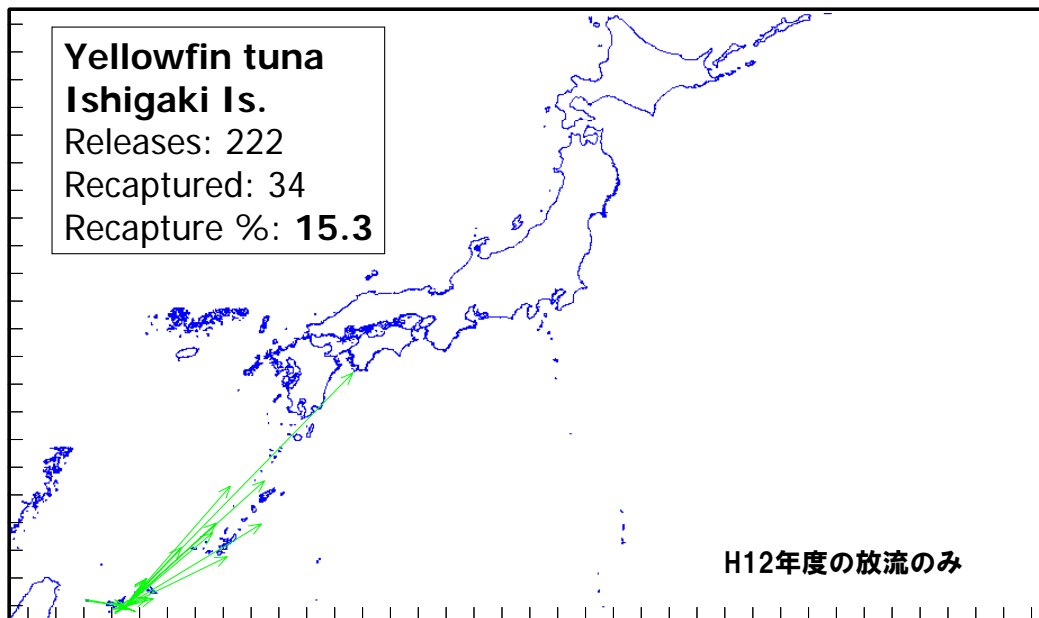 Yellowfin tuna
Ishigaki Is.
Releases: 222
Recaptured: 34
Recapture %: 15.3
H12年度の放流のみ